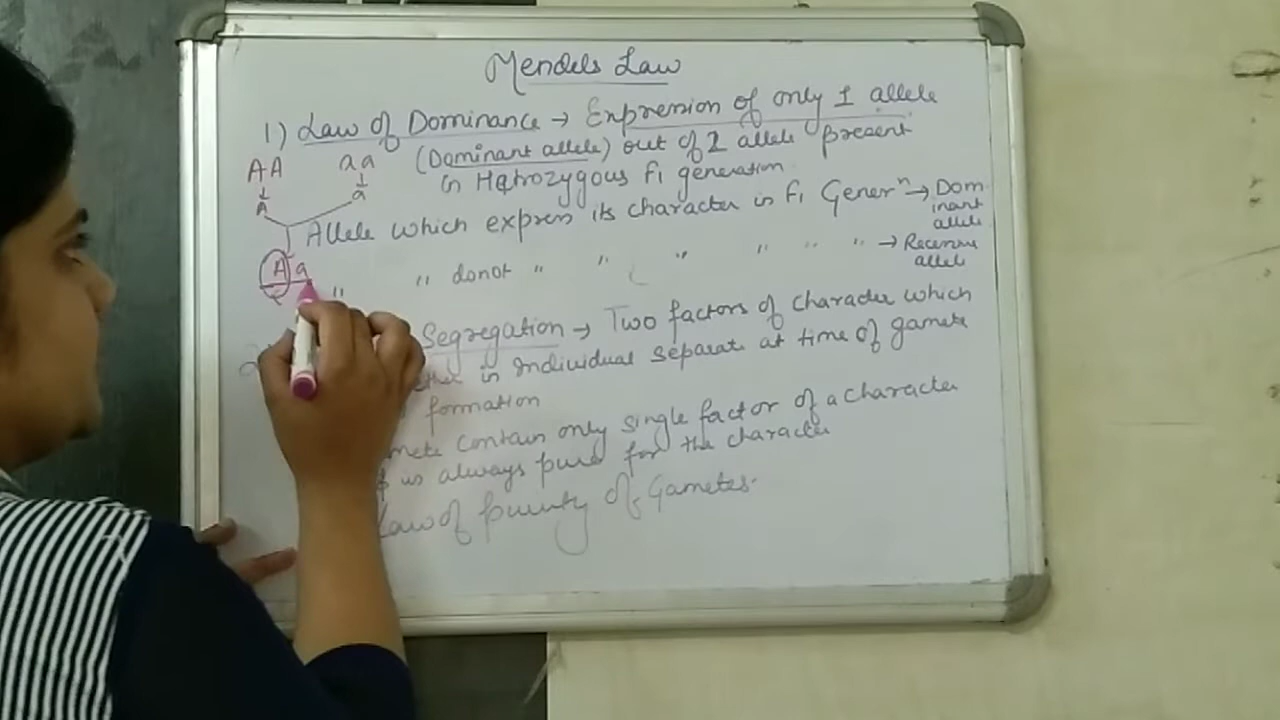 Mendels Law
1) Law of Dominance → Expression of only 1 allele
(Dominant allele) out of 2 allele present
in Hetrozygous F1 generation
AA aa
↓ ↓
A a
Allele which express its character in F1 Generⁿ → Dom
inant
allele
A a
" " donot " " " " " " → Recessive
allele
Segregation → Two factors of character which
in individual separate at time of gamete
formation
contain only single factor of a character
is always pure for the character
Law of purity of Gametes.